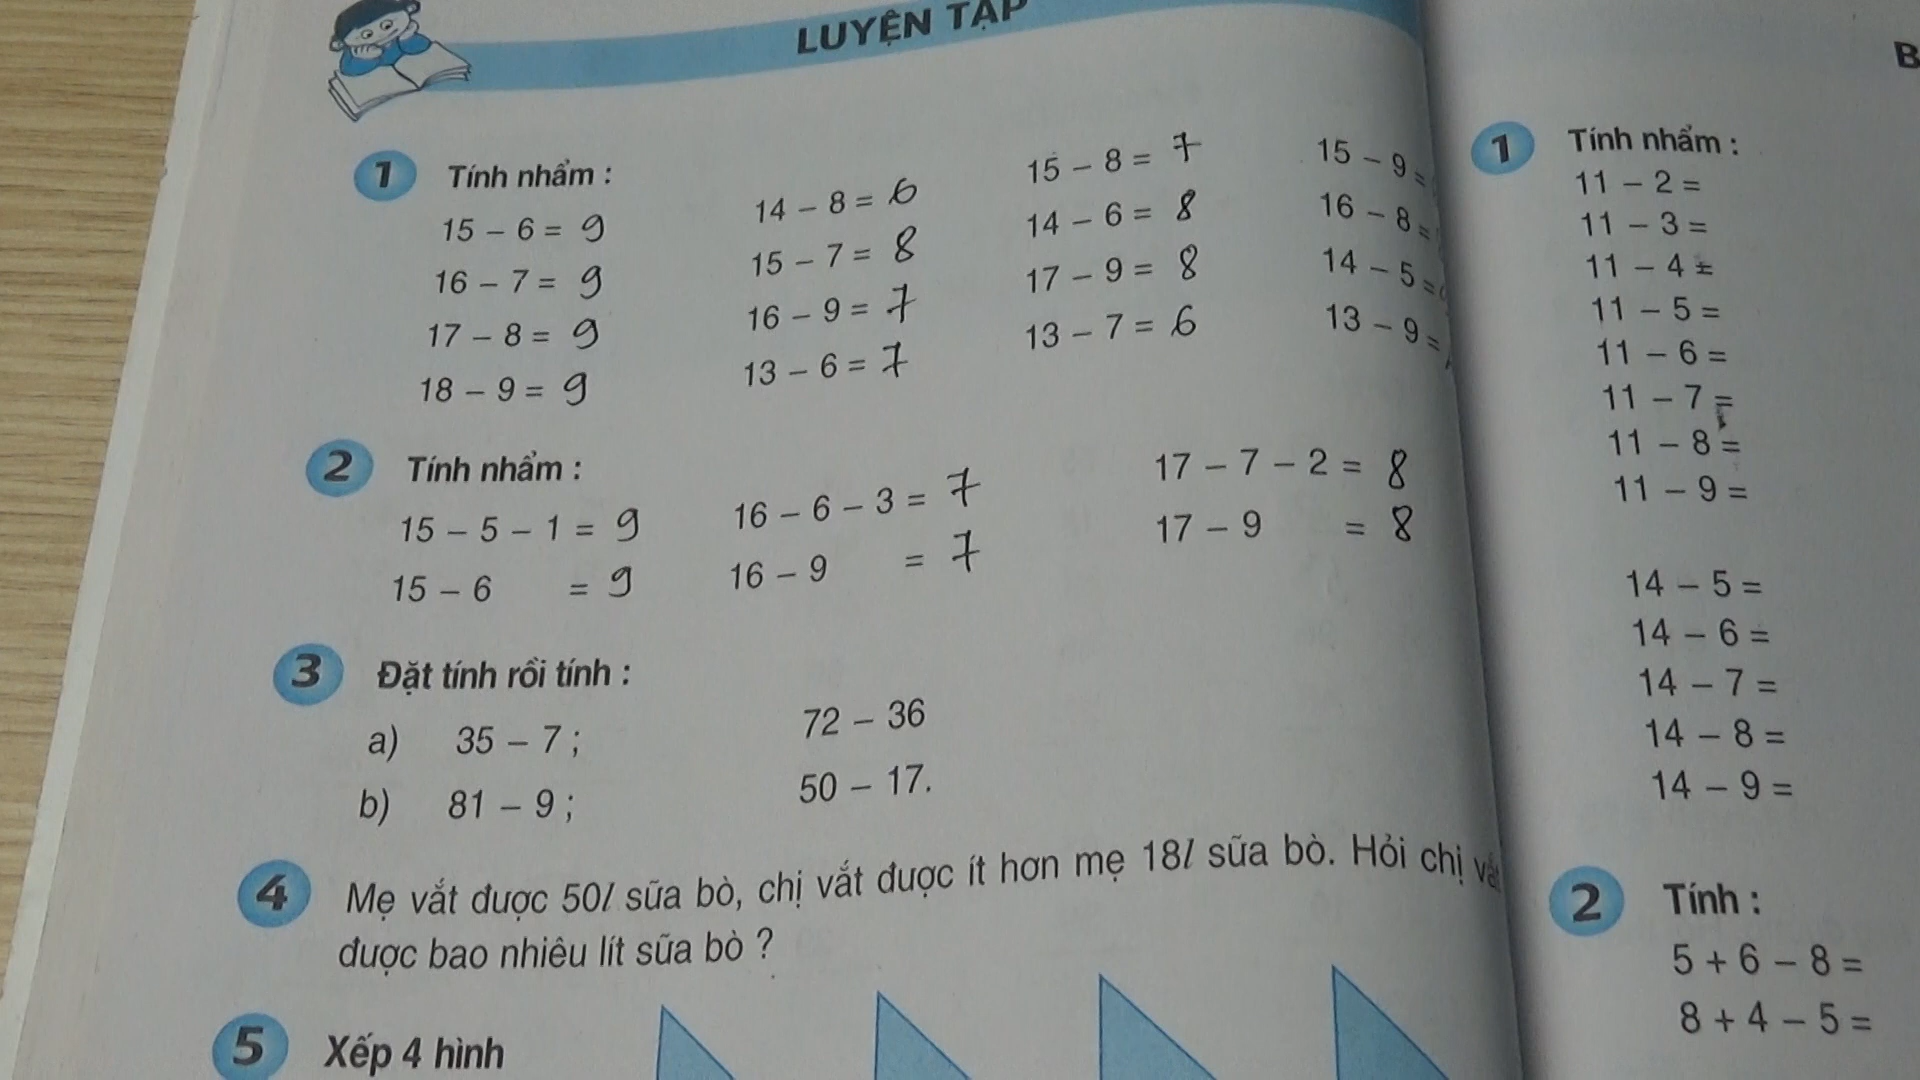 LUYỆN TẬP
1 Tính nhẩm :
15 – 6 = 9
16 – 7 = 9
17 – 8 = 9
18 – 9 = 9
14 – 8 = 6
15 – 7 = 8
16 – 9 = 7
13 – 6 = 7
15 – 8 = 7
14 – 6 = 8
17 – 9 = 8
13 – 7 = 6
15 – 9 =
16 – 8 =
14 – 5 =
13 – 9 =
2 Tính nhẩm :
15 – 5 – 1 = 9
15 – 6 = 9
16 – 6 – 3 = 7
16 – 9 = 7
17 – 7 – 2 = 8
17 – 9 = 8
3 Đặt tính rồi tính :
a) 35 – 7 ; 72 – 36
b) 81 – 9 ; 50 – 17.
4 Mẹ vắt được 50l sữa bò, chị vắt được ít hơn mẹ 18l sữa bò. Hỏi chị
được bao nhiêu lít sữa bò ?
5 Xếp 4 hình
B
1 Tính nhẩm :
11 – 2 =
11 – 3 =
11 – 4 =
11 – 5 =
11 – 6 =
11 – 7 =
11 – 8 =
11 – 9 =
14 – 5 =
14 – 6 =
14 – 7 =
14 – 8 =
14 – 9 =
2 Tính :
5 + 6 – 8 =
8 + 4 – 5 =